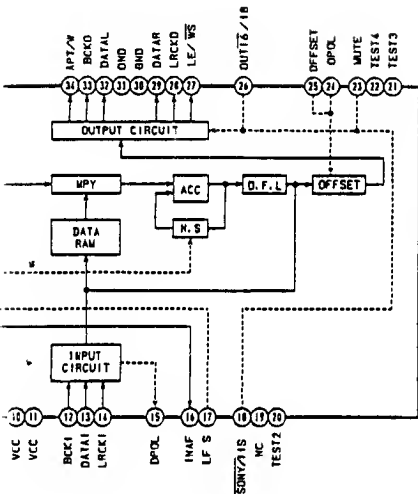 APT/W
BCKO
DATAL
GND
GND
DATAR
LRCKO
LE/WS
OUT16/18
OFFSET
OPOL
MUTE
TEST4
TEST3
34 33 32 31 30 29 28 27 26 25 24 23 22 21
OUTPUT CIRCUIT
MPY
ACC
O.F.L
OFFSET
DATA
RAM
N.S
INPUT
CIRCUIT
10 11 12 13 14 15 16 17 18 19 20
VCC
VCC
BCKI
DATAI
LRCKI
DPOL
INAF
LF S
SONY/IIS
NC
TEST2